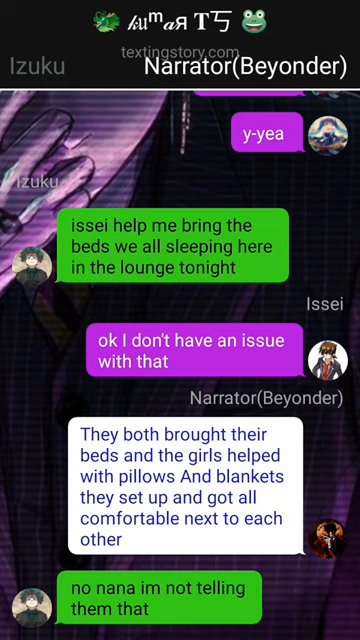 𝓀𝓊ᵐ𝒶я T丂
textingstory.com
Izuku
Narrator(Beyonder)
y-yea
Izuku
issei help me bring the
beds we all sleeping here
in the lounge tonight
Issei
ok I don't have an issue
with that
Narrator(Beyonder)
They both brought their
beds and the girls helped
with pillows And blankets
they set up and got all
comfortable next to each
other
no nana im not telling
them that